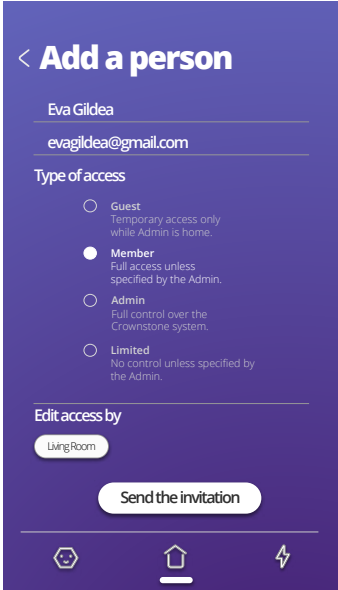 Add a person
Eva Gildea
evagildea@gmail.com
Type of access
Guest
Temporary access only
while Admin is home.
Member
Full access unless
specified by the Admin.
Admin
Full control over the
Crownstone system.
Limited
No control unless specified by
the Admin.
Edit access by
Living Room
Send the invitation